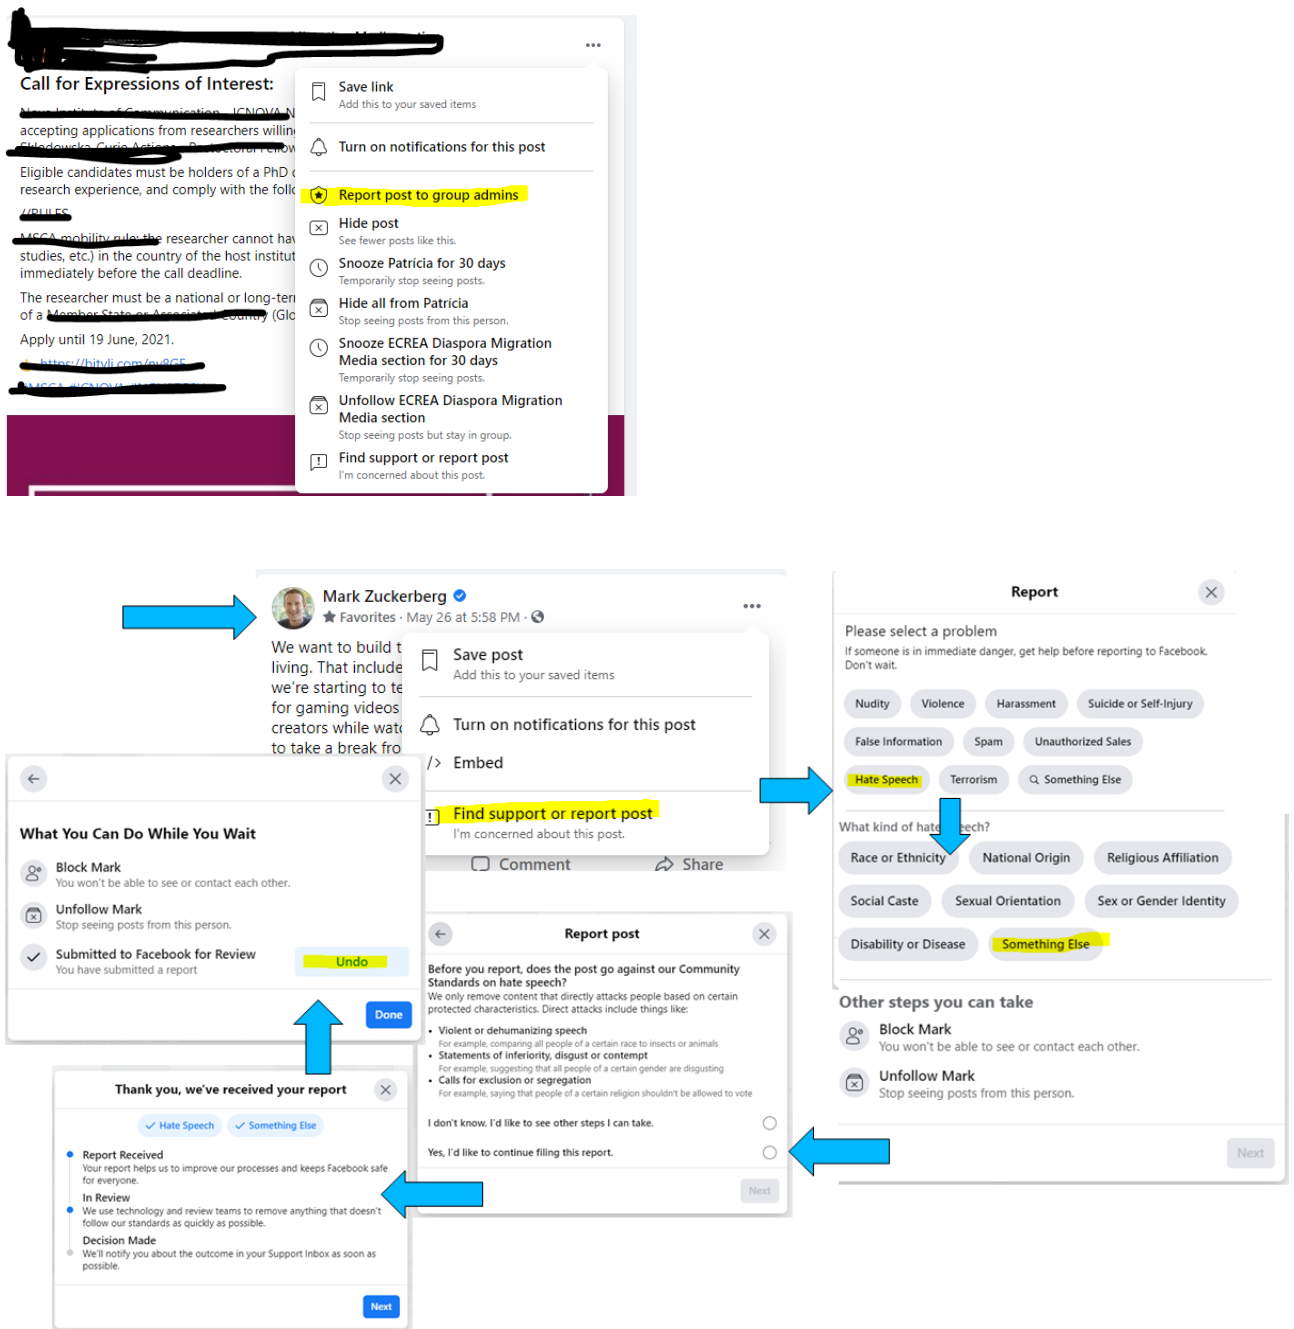 Call for Expressions of Interest:
accepting applications from researchers willing
Eligible candidates must be holders of a PhD
research experience, and comply with the
the researcher cannot
studies, etc.) in the country of the host
immediately before the call deadline.
The researcher must be a national or
of a
Apply until 19 June, 2021.
Save link
Add this to your saved items
Turn on notifications for this post
Report post to group admins
Hide post
See fewer posts like this.
Snooze Patrícia for 30 days
Temporarily stop seeing posts.
Hide all from Patrícia
Stop seeing posts from this person.
Snooze ECREA Diaspora Migration
Media section for 30 days
Temporarily stop seeing posts.
Unfollow ECREA Diaspora Migration
Media section
Stop seeing posts but stay in group.
Find support or report post
I'm concerned about this post.
Mark Zuckerberg
Favorites · May 26 at 5:58 PM ·
We want to build
living. That include
we're starting to
for gaming videos
creators while
to take a break
Save post
Add this to your saved items
Turn on notifications for this post
</> Embed
Find support or report post
I'm concerned about this post.
Comment
Share
Report
Please select a problem
If someone is in immediate danger, get help before reporting to Facebook.
Don't wait.
Nudity
Violence
Harassment
Suicide or Self-Injury
False Information
Spam
Unauthorized Sales
Hate Speech
Terrorism
Something Else
What kind of hate speech?
Race or Ethnicity
National Origin
Religious Affiliation
Social Caste
Sexual Orientation
Sex or Gender Identity
Disability or Disease
Something Else
Other steps you can take
Block Mark
You won't be able to see or contact each other.
Unfollow Mark
Stop seeing posts from this person.
Next
Report post
Before you report, does the post go against our Community
Standards on hate speech?
We only remove content that directly attacks people based on certain
protected characteristics. Direct attacks include things like:
• Violent or dehumanizing speech
For example, comparing all people of a certain race to insects or animals
• Statements of inferiority, disgust or contempt
For example, suggesting that all people of a certain gender are disgusting
• Calls for exclusion or segregation
For example, saying that people of a certain religion shouldn't be allowed to vote
I don't know. I'd like to see other steps I can take.
Yes, I'd like to continue filing this report.
Next
Thank you, we've received your report
Hate Speech
Something Else
Report Received
Your report helps us to improve our processes and keeps Facebook safe
for everyone.
In Review
We use technology and review teams to remove anything that doesn't
follow our standards as quickly as possible.
Decision Made
We'll notify you about the outcome in your Support Inbox as soon as
possible.
Next
What You Can Do While You Wait
Block Mark
You won't be able to see or contact each other.
Unfollow Mark
Stop seeing posts from this person.
Submitted to Facebook for Review
You have submitted a report
Undo
Done